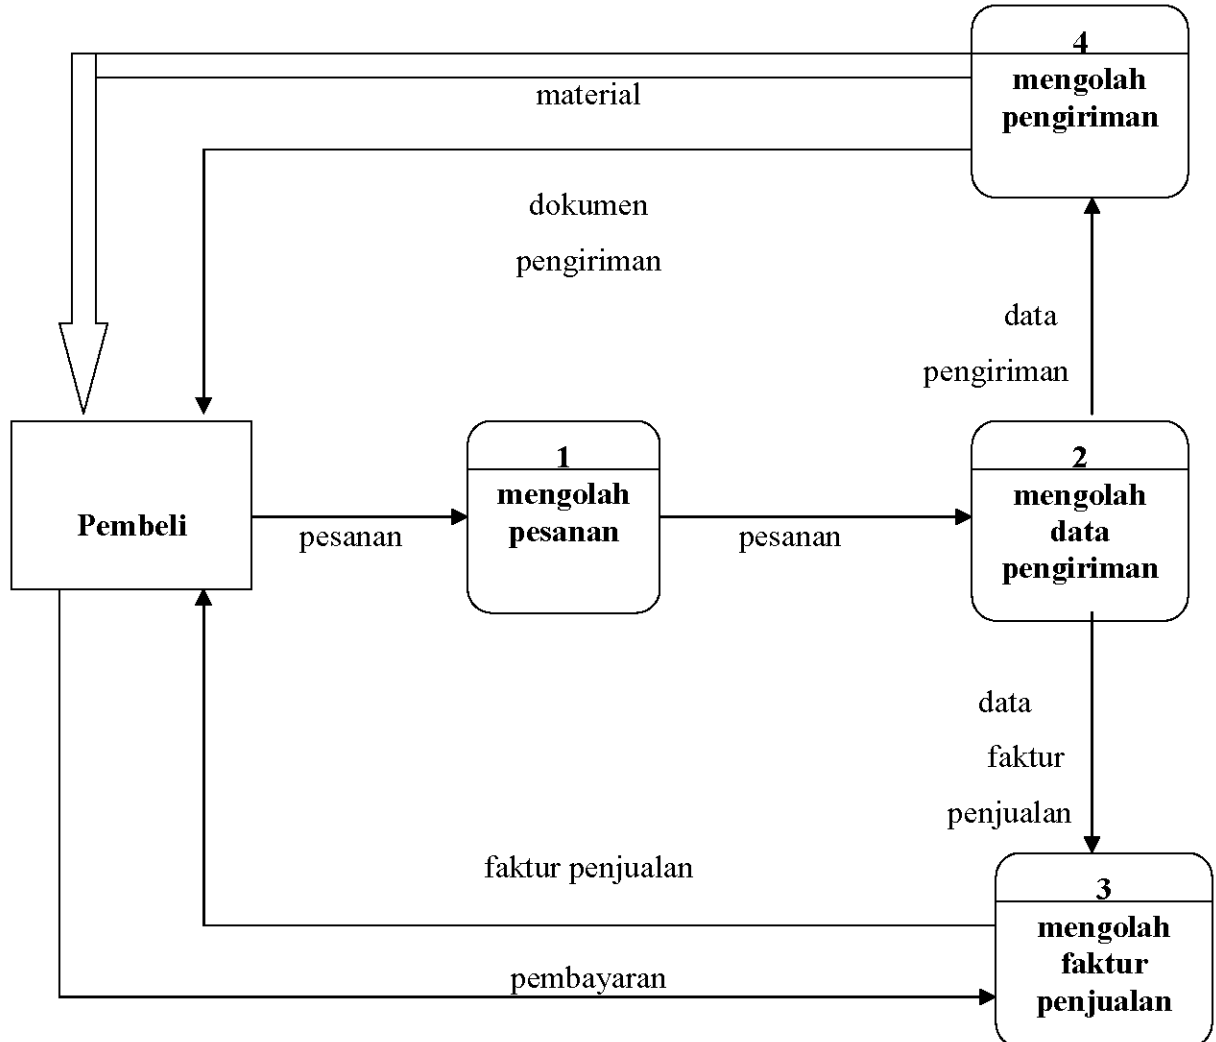 4
mengolah
pengiriman
material
dokumen
pengiriman
data
pengiriman
Pembeli
pesanan
1
mengolah
pesanan
pesanan
2
mengolah
data
pengiriman
data
faktur
penjualan
faktur penjualan
3
mengolah
faktur
penjualan
pembayaran